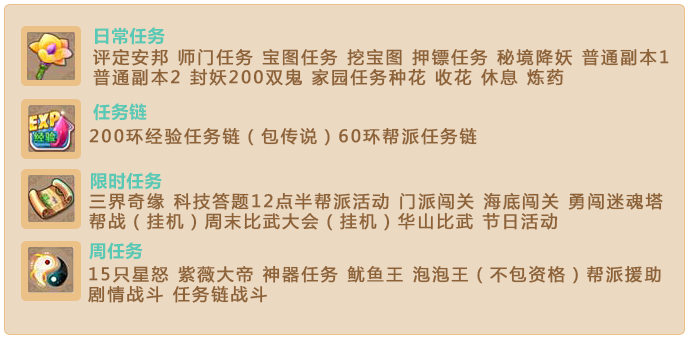 日常任务
评定安邦 师门任务 宝图任务 挖宝图 押镖任务 秘境降妖 普通副本1
普通副本2 封妖200双鬼 家园任务种花 收花 休息 炼药
EXP
经验
任务链
200环经验任务链（包传说）60环帮派任务链
限时任务
三界奇缘 科技答题12点半帮派活动 门派闯关 海底闯关 勇闯迷魂塔
帮战（挂机）周末比武大会（挂机）华山比武 节日活动
周任务
15只星怒 紫薇大帝 神器任务 鱿鱼王 泡泡王（不包资格）帮派援助
剧情战斗 任务链战斗